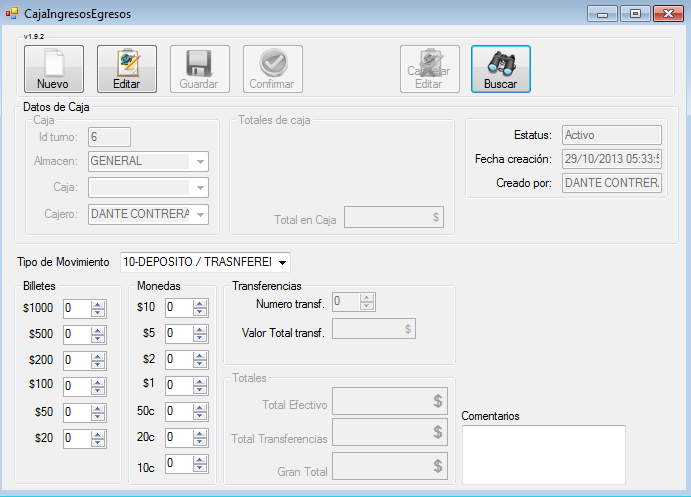 CajaIngresosEgresos
v1.9.2
Nuevo
Editar
Guardar
Confirmar
Cancelar
Editar
Buscar
Datos de Caja
Caja
Id turno: 6
Almacen: GENERAL
Caja:
Cajero: DANTE CONTRERA
Totales de caja
Total en Caja $
Estatus: Activo
Fecha creación: 29/10/2013 05:33:5
Creado por: DANTE CONTRERA
Tipo de Movimiento 10-DEPOSITO / TRASNFEREI
Billetes
$1000 0
$500 0
$200 0
$100 0
$50 0
$20 0
Monedas
$10 0
$5 0
$2 0
$1 0
50c 0
20c 0
10c 0
Transferencias
Numero transf. 0
Valor Total transf. $
Totales
Total Efectivo $
Total Transferencias $
Gran Total $
Comentarios